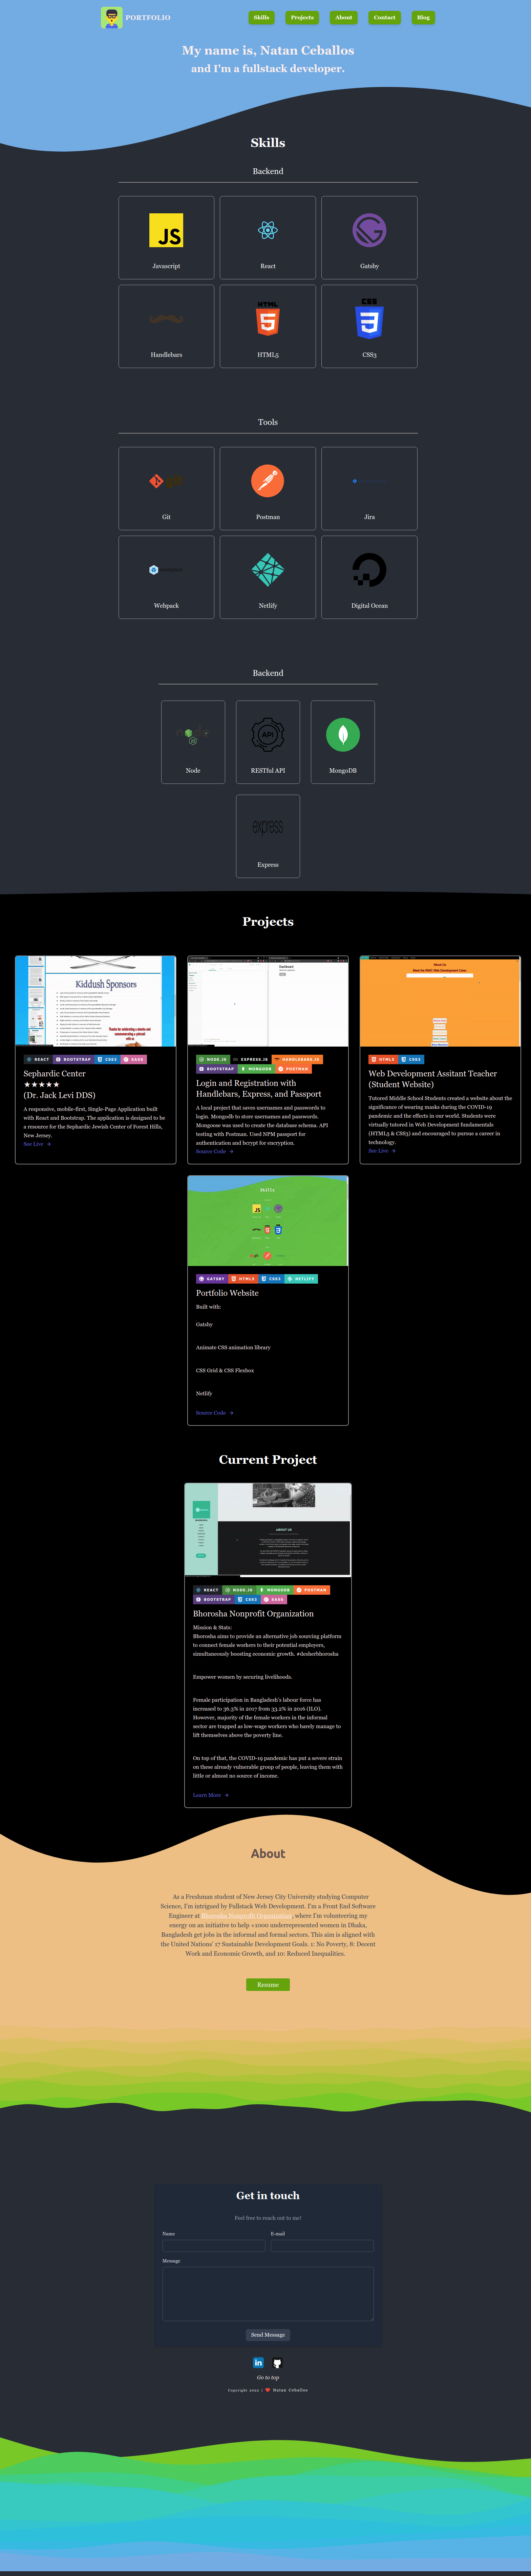 PORTFOLIO
Skills
Projects
About
Contact
Blog
My name is, Natan Ceballos
and I'm a fullstack developer.
Skills
Backend
JS
Javascript
React
Gatsby
Handlebars
HTML
5
HTML5
CSS
3
CSS3
Tools
Git
Postman
Jira
Webpack
Netlify
Digital Ocean
Backend
Node
API
RESTful API
MongoDB
express
Express
Projects
Kiddush Sponsors
REACT BOOTSTRAP CSS3 SASS
Sephardic Center
★★★★★
(Dr. Jack Levi DDS)
A responsive, mobile-first, Single-Page Application built
with React and Bootstrap. The application is designed to be
a resource for the Sephardic Jewish Center of Forest Hills,
New Jersey.
See Live →
Dashboard
NODE.JS EXPRESS.JS HANDLEBARS.JS
BOOTSTRAP MONGODB POSTMAN
Login and Registration with
Handlebars, Express, and Passport
A local project that saves usernames and passwords to
login. Mongodb to store usernames and passwords.
Mongoose was used to create the database schema. API
testing with Postman. Used NPM passport for
authentication and bcrypt for encryption.
Source Code →
About Us
HTML5 CSS3
Web Development Assitant Teacher
(Student Website)
Tutored Middle School Students created a website about the
significance of wearing masks during the COVID-19
pandemic and the effects in our world. Students were
virtually tutored in Web Development fundamentals
(HTML5 & CSS3) and encouraged to pursue a career in
technology.
See Live →
Skills
JS
GATSBY HTML5 CSS3 NETLIFY
Portfolio Website
Built with:
Gatsby
Animate CSS animation library
CSS Grid & CSS Flexbox
Netlify
Source Code →
Current Project
ABOUT US
REACT NODE.JS MONGODB POSTMAN
BOOTSTRAP CSS3 SASS
Bhorosha Nonprofit Organization
Mission & Stats:
Bhorosha aims to provide an alternative job sourcing platform
to connect female workers to their potential employers,
simultaneously boosting economic growth. #desherbhorosha
Empower women by securing livelihoods.
Female participation in Bangladesh's labour force has
increased to 36.3% in 2017 from 33.2% in 2016 (ILO).
However, majority of the female workers in the informal
sector are trapped as low-wage workers who barely manage to
lift themselves above the poverty line.
On top of that, the COVID-19 pandemic has put a severe strain
on these already vulnerable group of people, leaving them with
little or almost no source of income.
Learn More →
About
As a Freshman student of New Jersey City University studying Computer
Science, I'm intrigued by Fullstack Web Development. I'm a Front End Software
Engineer at Bhorosha Nonprofit Organization, where I'm volunteering my
energy on an initiative to help +1000 underrepresented women in Dhaka,
Bangladesh get jobs in the informal and formal sectors. This aim is aligned with
the United Nations' 17 Sustainable Development Goals. 1: No Poverty, 8: Decent
Work and Economic Growth, and 10: Reduced Inequalities.
Resume
Get in touch
Feel free to reach out to me!
Name
E-mail
Message
Send Message
in
Go to top
Copyright 2022 | ❤️ Natan Ceballos